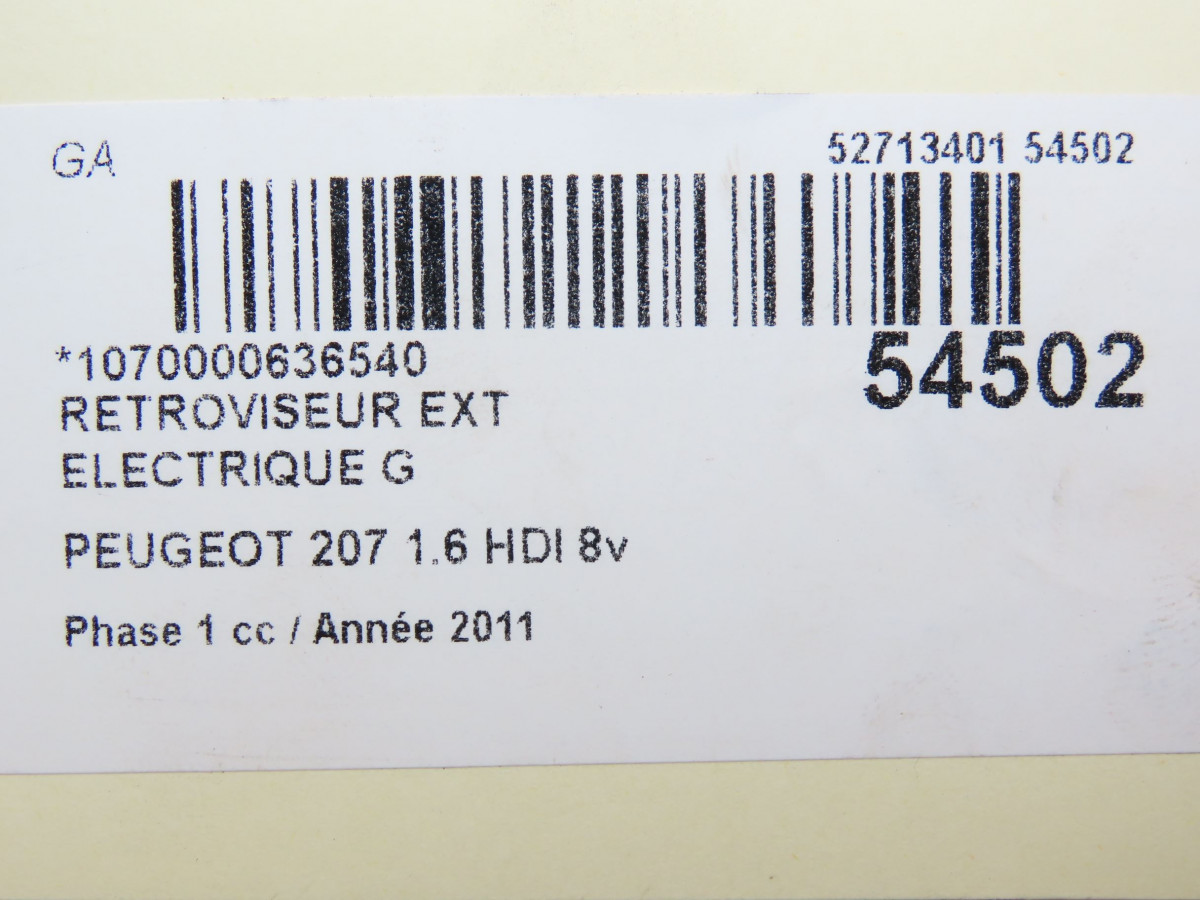 GA
52713401 54502
*1070000636540
54502
RETROVISEUR EXT
ELECTRIQUE G
PEUGEOT 207 1.6 HDI 8v
Phase 1 cc / Année 2011